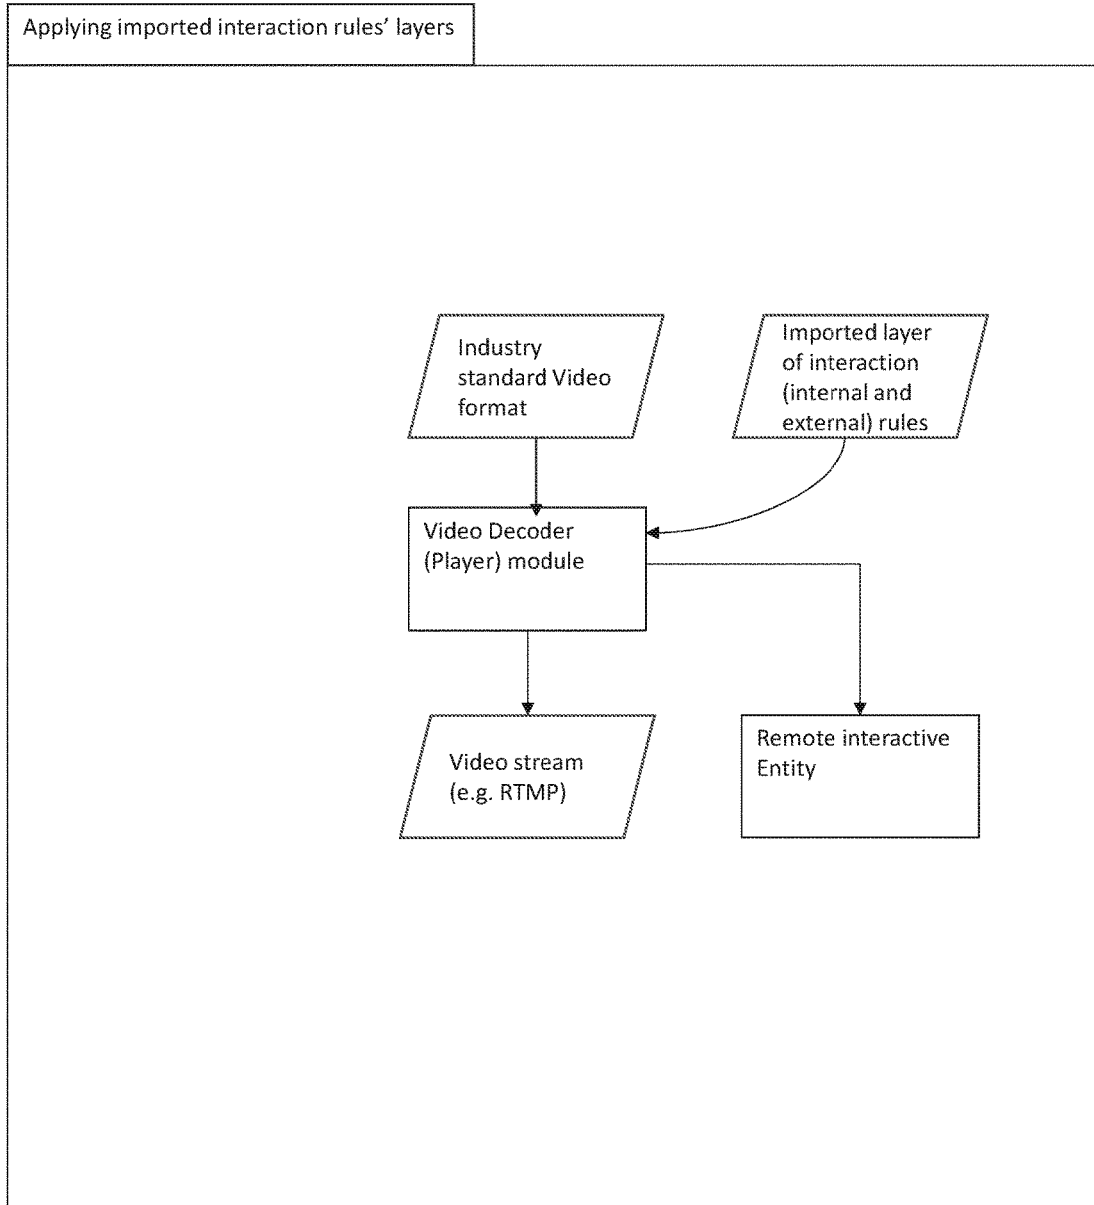 Applying imported interaction rules' layers
Industry
standard Video
format
Imported layer
of interaction
(internal and
external) rules
Video Decoder
(Player) module
Video stream
(e.g. RTMP)
Remote interactive
Entity